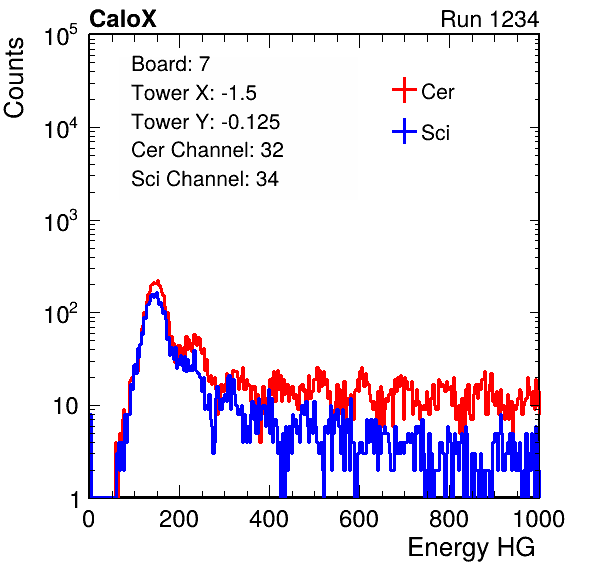 CaloX Run 1234
Board: 7
Tower X: -1.5
Tower Y: -0.125
Cer Channel: 32
Sci Channel: 34
Cer
Sci
Counts
10^5
10^4
10^3
10^2
10
1
0 200 400 600 800 1000
Energy HG